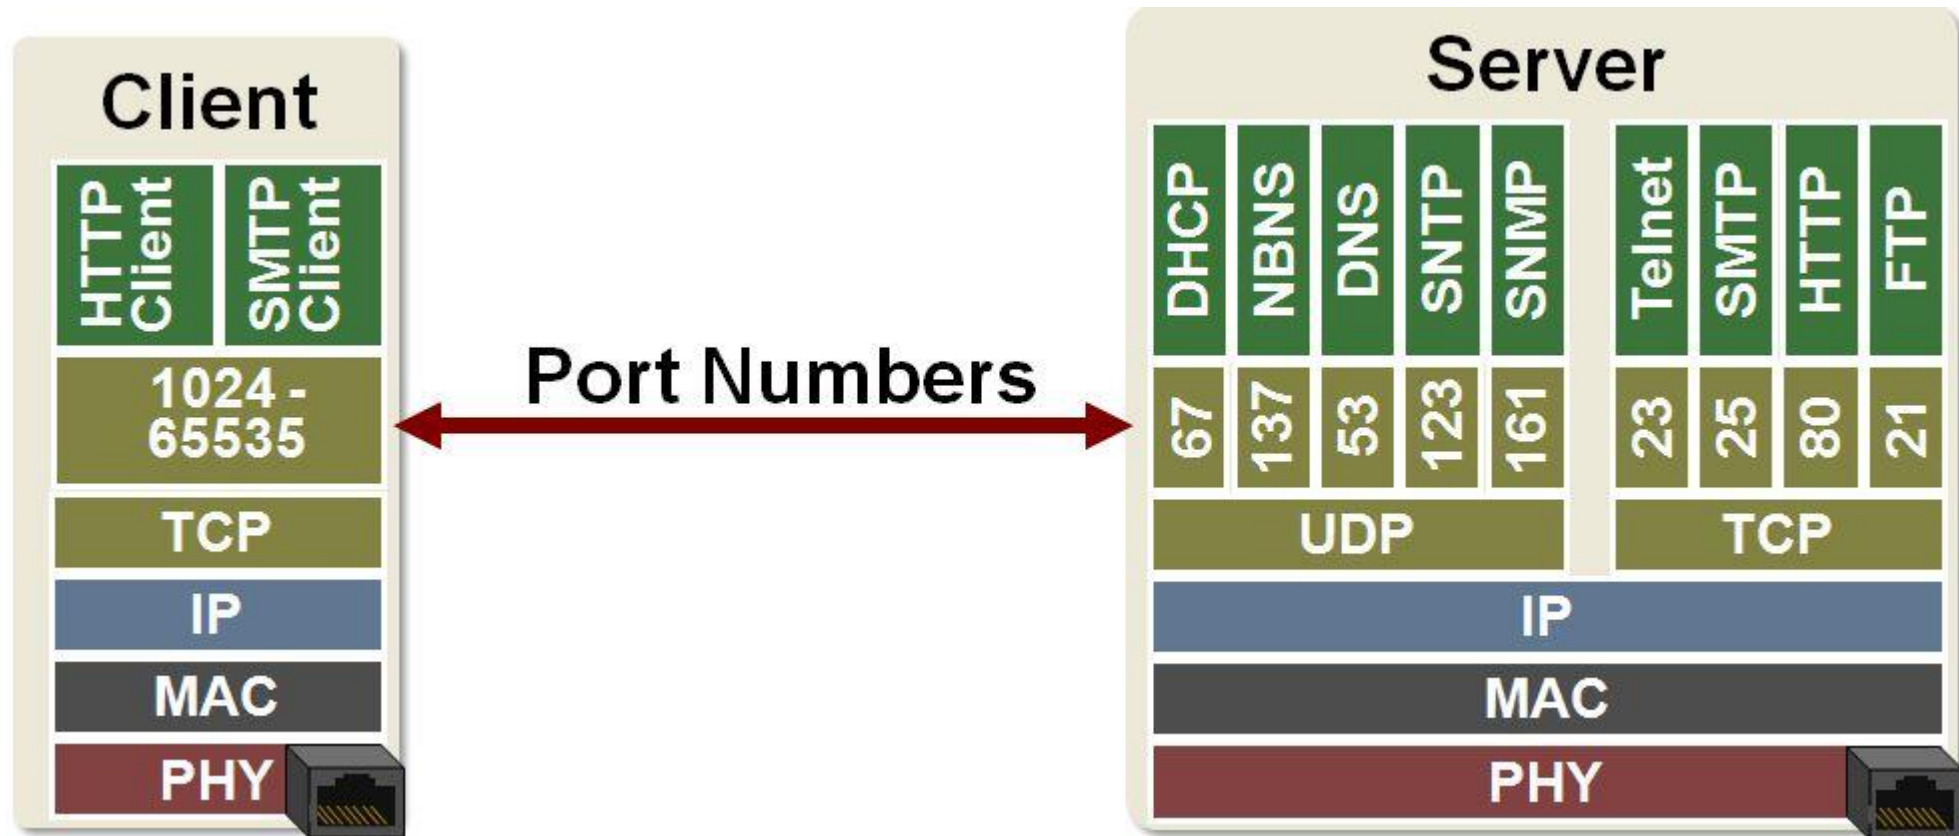 Client
HTTP
Client
SMTP
Client
1024 -
65535
TCP
IP
MAC
PHY
Port Numbers
Server
DHCP
NBNS
DNS
SNTP
SNMP
Telnet
SMTP
HTTP
FTP
67
137
53
123
161
23
25
80
21
UDP
TCP
IP
MAC
PHY